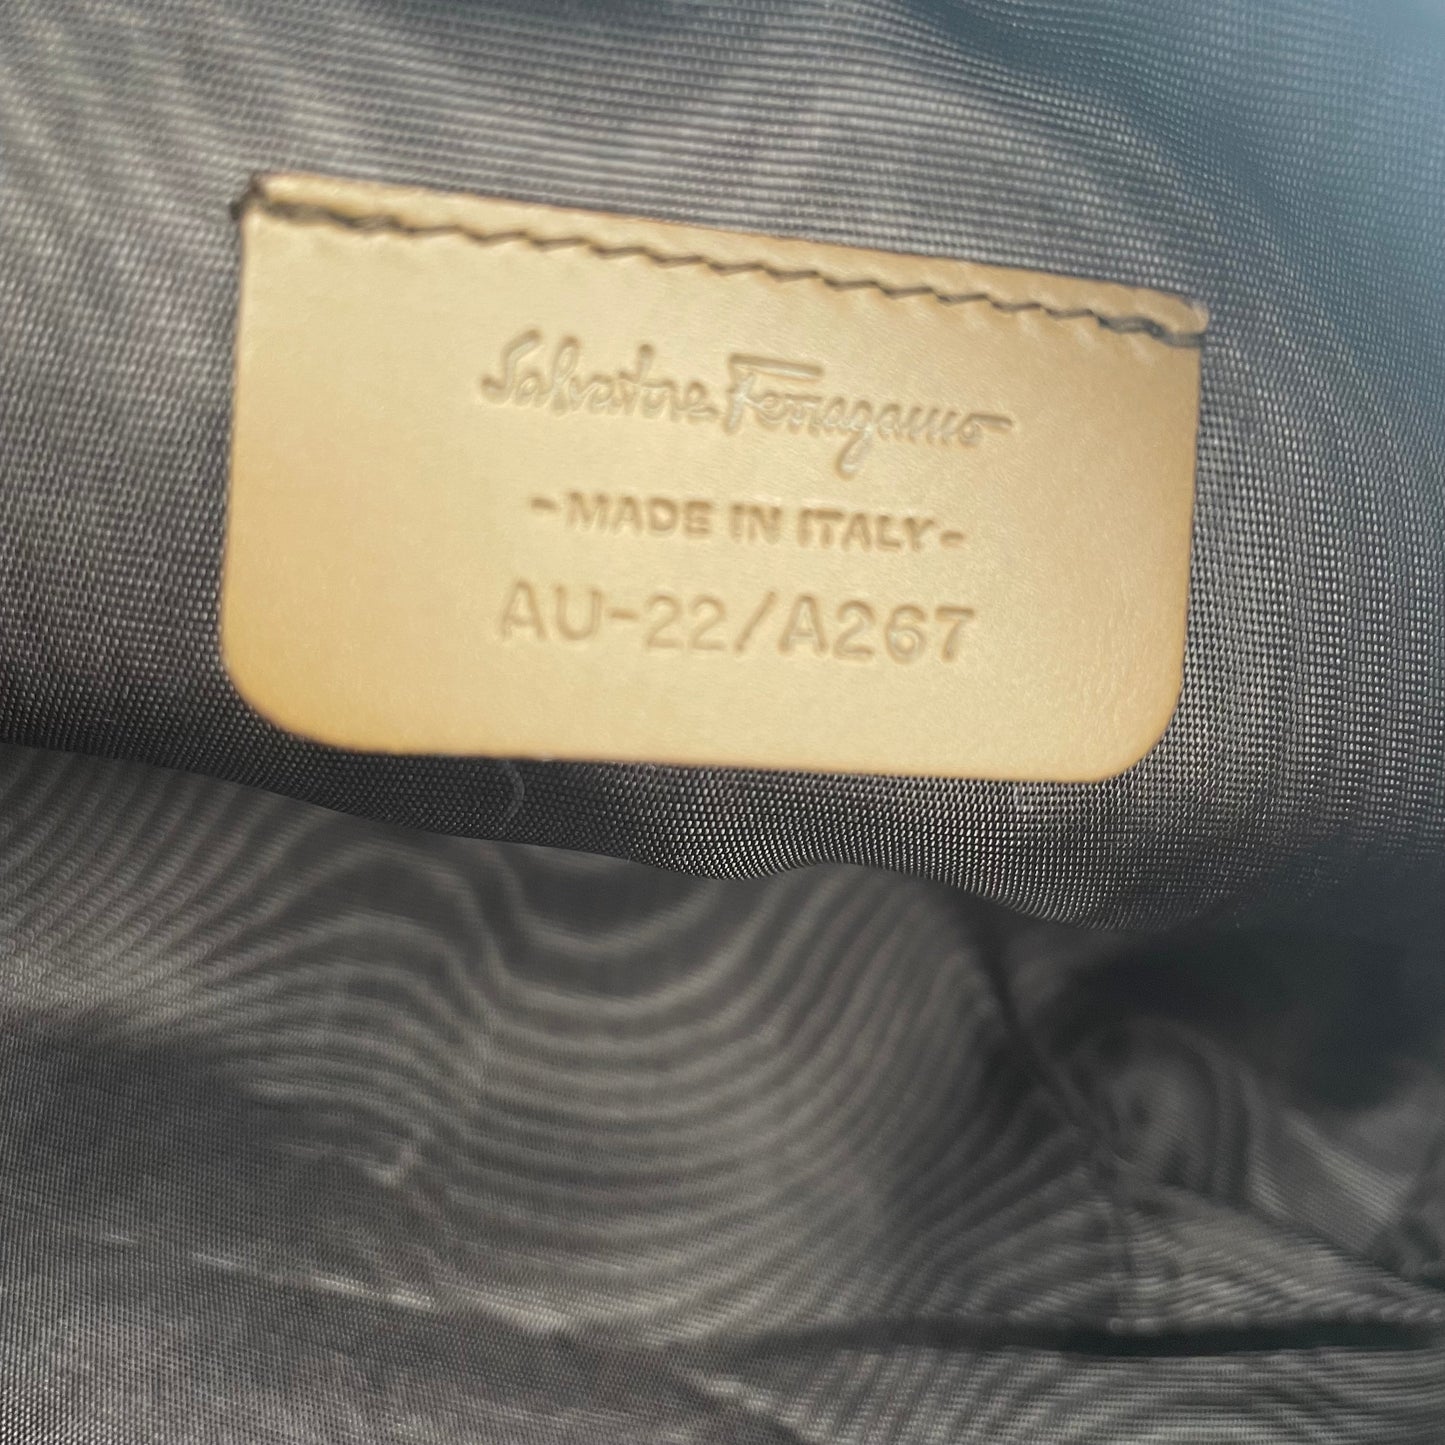 Salvatore Ferragamo
- MADE IN ITALY -
AU-22/A267